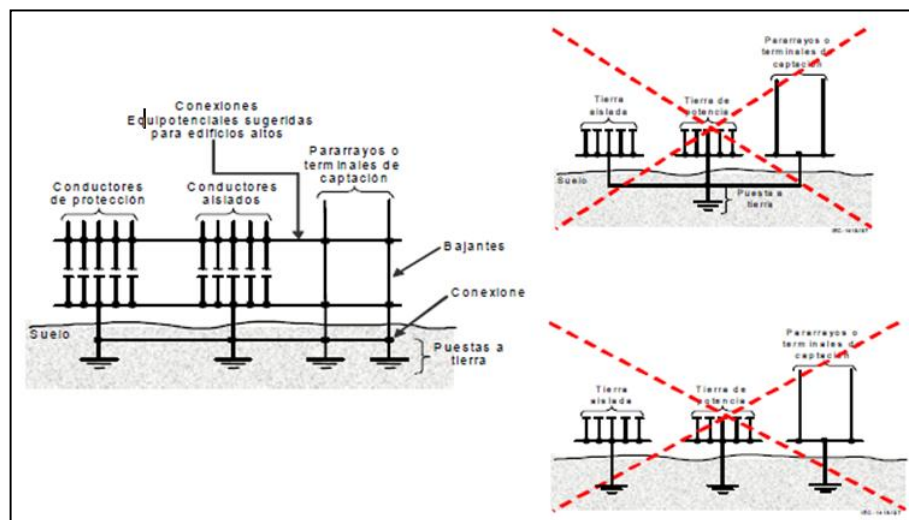 Conexiones
Equipotenciales sugeridas
para edificios altos
Pararrayos o
terminales de
captación
Conductores
de protección
Conductores
aislados
Bajantes
Conexione
Suelo
Puestas a
tierra
Pararrayos o
terminales de
captación
Tierra
aislada
Tierra de
potencia
Suelo
Puesta a
tierra
Pararrayos o
terminales de
captación
Tierra
aislada
Tierra de
potencia